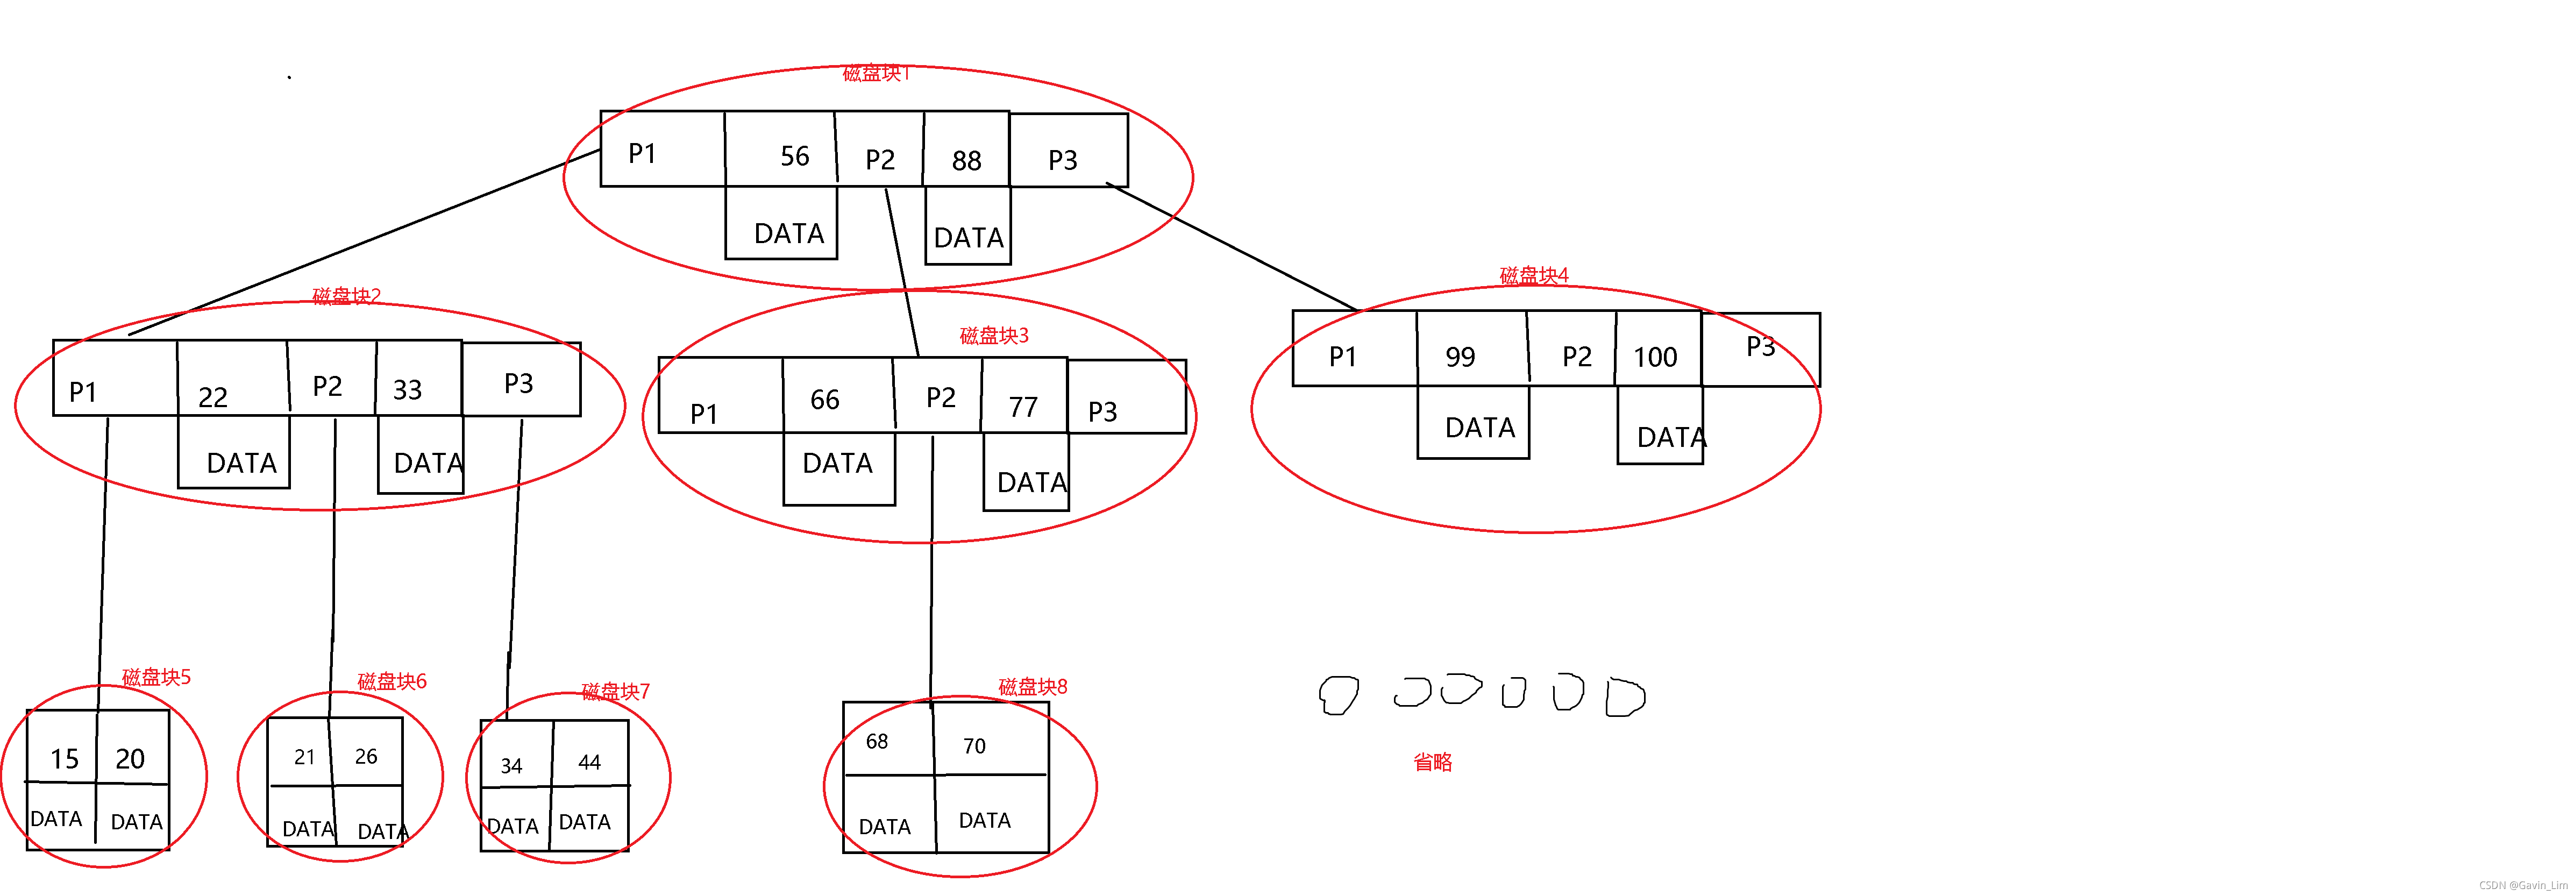 磁盘块1
P1 56 P2 88 P3
DATA DATA
磁盘块2
P1 22 P2 33 P3
DATA DATA
磁盘块3
P1 66 P2 77 P3
DATA DATA
磁盘块4
P1 99 P2 100 P3
DATA DATA
磁盘块5
15 20
DATA DATA
磁盘块6
21 26
DATA DATA
磁盘块7
34 44
DATA DATA
磁盘块8
68 70
DATA DATA
省略
CSDN @Gavin_Lim